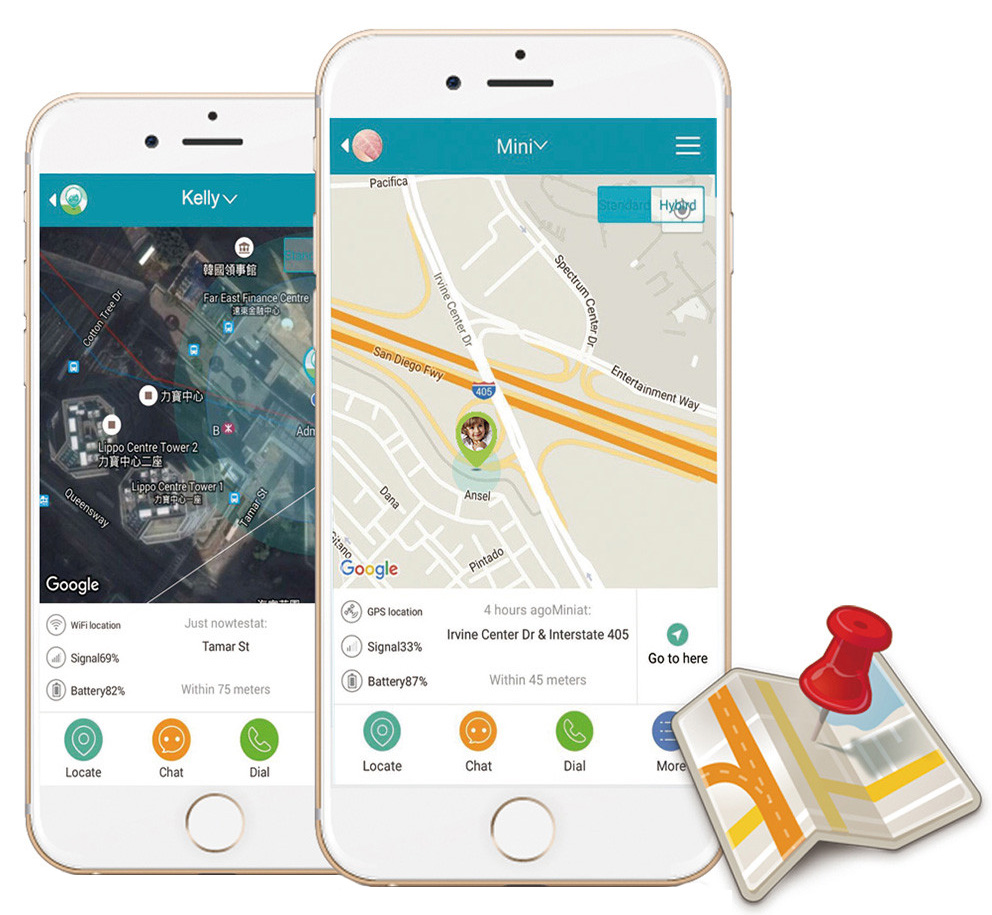 Kelly
韓國領事館
Far East Finance Centre
遠東金融中心
Cotton Tree Dr
力寶中心
B
Adm
Lippo Centre Tower 2
力寶中心二座
Lippo Centre Tower 1
力寶中心一座
Queensway
Tamar St
Google
WiFi location
Just nowtestat:
Tamar St
Signal69%
Battery82%
Within 75 meters
Locate
Chat
Dial
Mini
Pacifica
Standard
Hybird
Irvine Center Dr
Spectrum Center Dr
San Diego Fwy
405
Entertainment Way
Ansel
Dana
Pintado
Google
GPS location
4 hours agoMiniat:
Irvine Center Dr & Interstate 405
Signal33%
Go to here
Battery87%
Within 45 meters
Locate
Chat
Dial
More